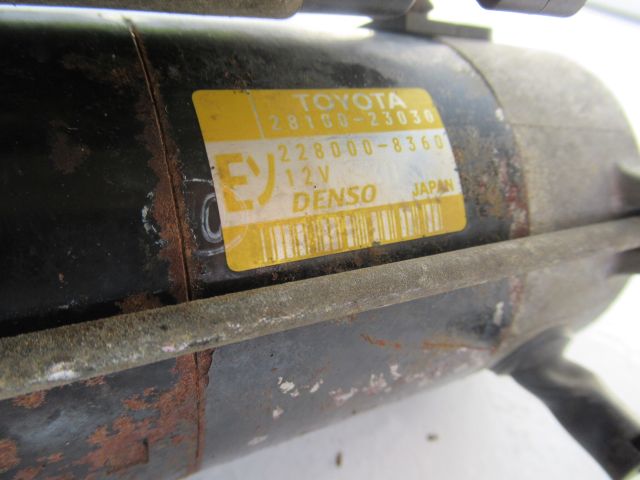 TOYOTA
28100-23030
EY
228000-8360
12V
DENSO JAPAN